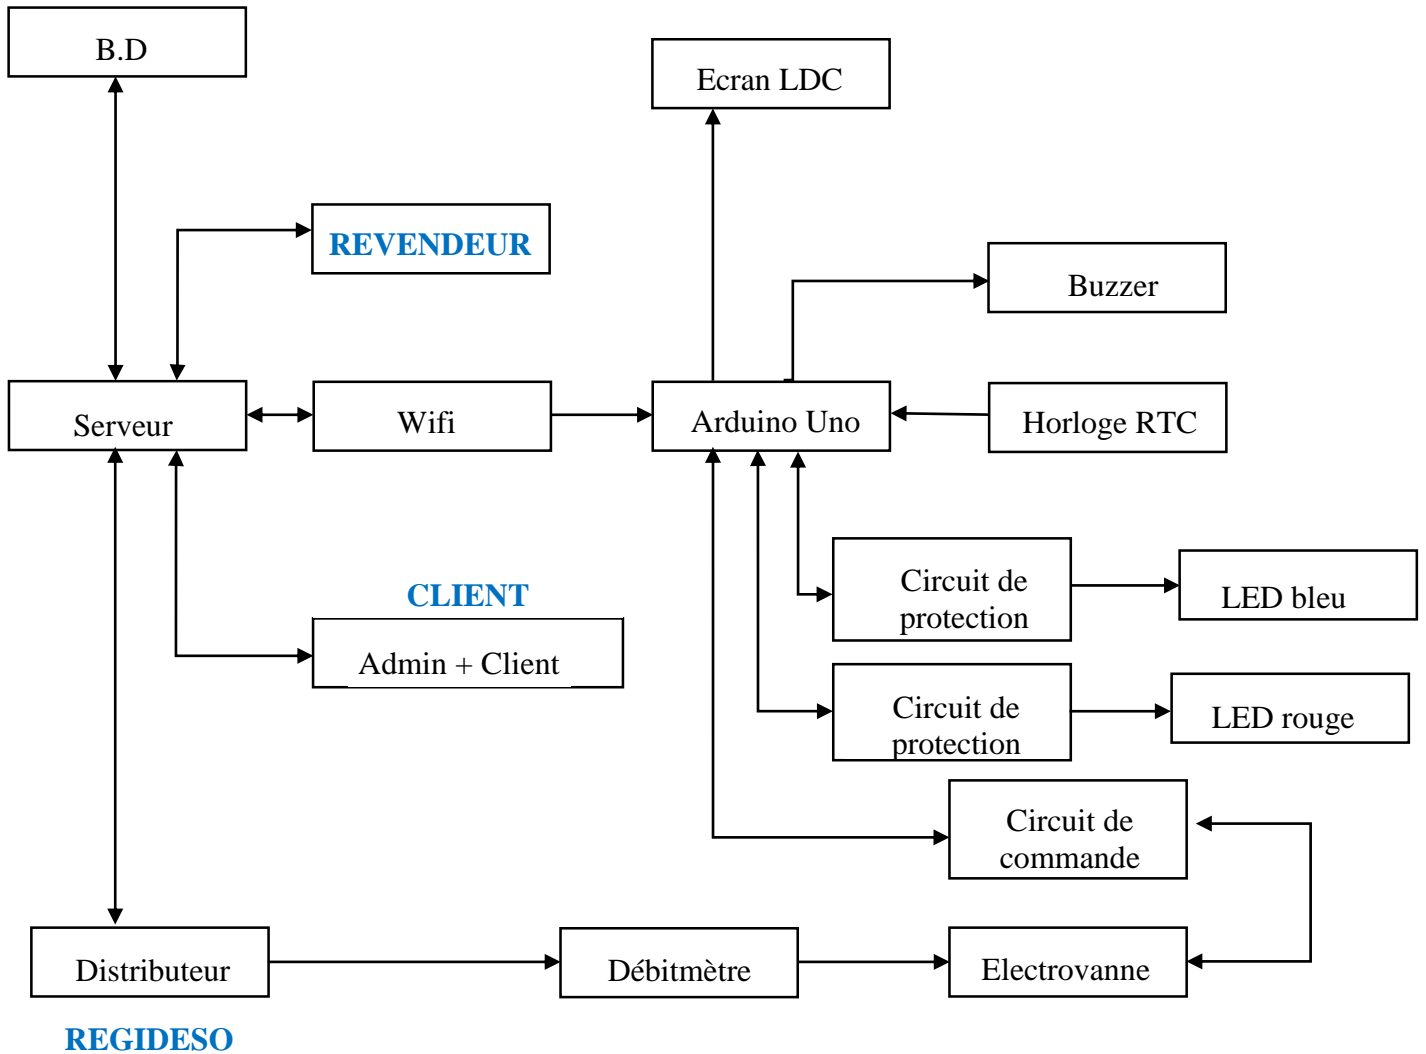 B.D
Ecran LDC
REVENDEUR
Buzzer
Serveur
Wifi
Arduino Uno
Horloge RTC
CLIENT
Admin + Client
Circuit de
protection
LED bleu
Circuit de
protection
LED rouge
Circuit de
commande
Distributeur
Débitmètre
Electrovanne
REGIDESO